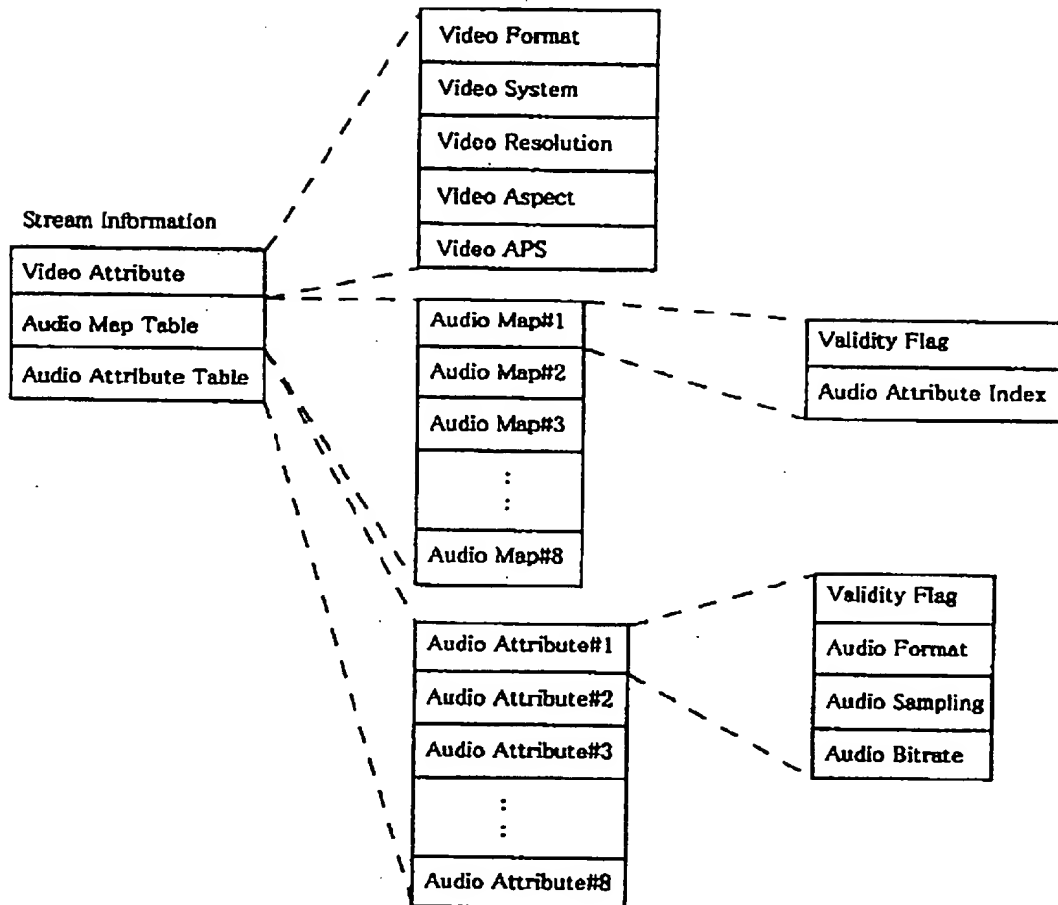 Stream Information
Video Attribute
Audio Map Table
Audio Attribute Table
Video Format
Video System
Video Resolution
Video Aspect
Video APS
Audio Map#1
Audio Map#2
Audio Map#3
Audio Map#8
Validity Flag
Audio Attribute Index
Audio Attribute#1
Audio Attribute#2
Audio Attribute#3
Audio Attribute#8
Validity Flag
Audio Format
Audio Sampling
Audio Bitrate